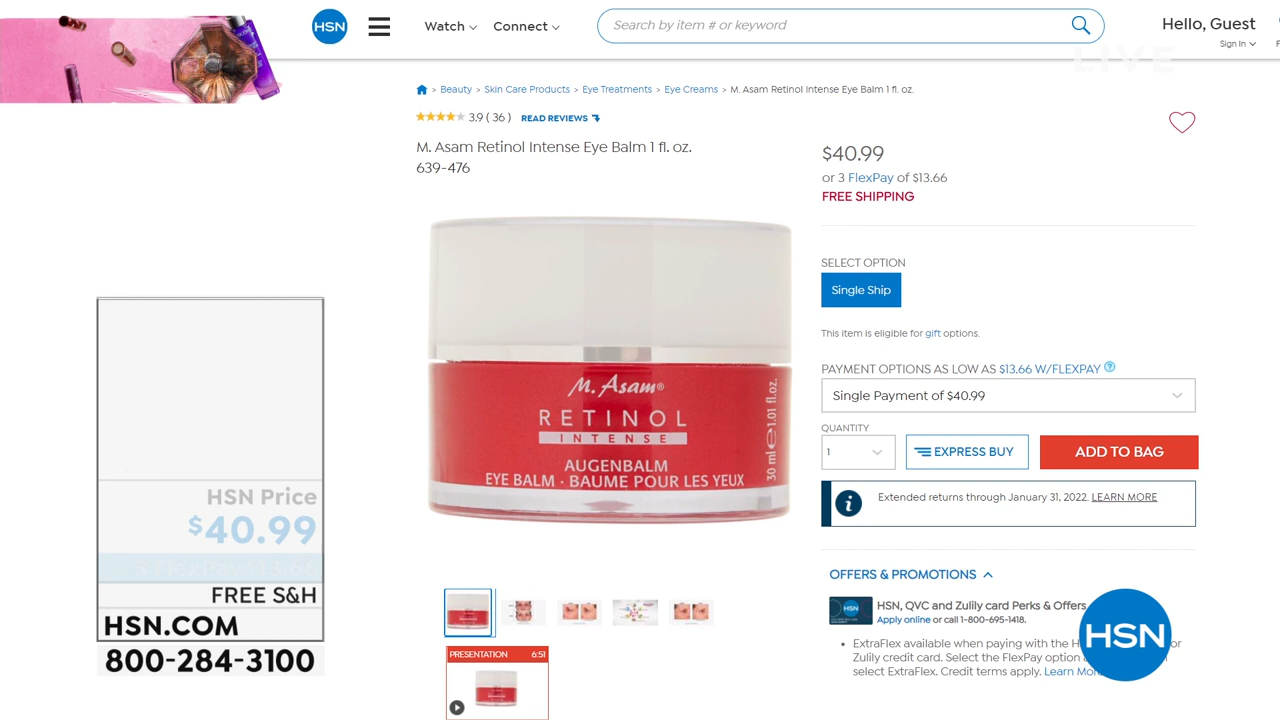 HSN
Watch
Connect
Search by item # or keyword
Hello, Guest
Sign In
LIVE
> Beauty > Skin Care Products > Eye Treatments > Eye Creams > M. Asam Retinol Intense Eye Balm 1 fl. oz.
3.9 ( 36 ) READ REVIEWS
M. Asam Retinol Intense Eye Balm 1 fl. oz.
639-476
$40.99
or 3 FlexPay of $13.66
FREE SHIPPING
SELECT OPTION
Single Ship
This item is eligible for gift options.
PAYMENT OPTIONS AS LOW AS $13.66 W/FLEXPAY ?
Single Payment of $40.99
QUANTITY
1
EXPRESS BUY
ADD TO BAG
Extended returns through January 31, 2022. LEARN MORE
OFFERS & PROMOTIONS
HSN
HSN, QVC and Zulily card Perks & Offers
Apply online or call 1-800-695-1418.
• ExtraFlex available when paying with the H or
Zulily credit card. Select the FlexPay option
select ExtraFlex. Credit terms apply. Learn Mor
HSN
M. Asam®
RETINOL
INTENSE
AUGENBALM
EYE BALM · BAUME POUR LES YEUX
30 ml e 1.01 fl.oz.
PRESENTATION 6:51
HSN Price
$40.99
3 FlexPay $13.66
FREE S&H
HSN.COM
800-284-3100